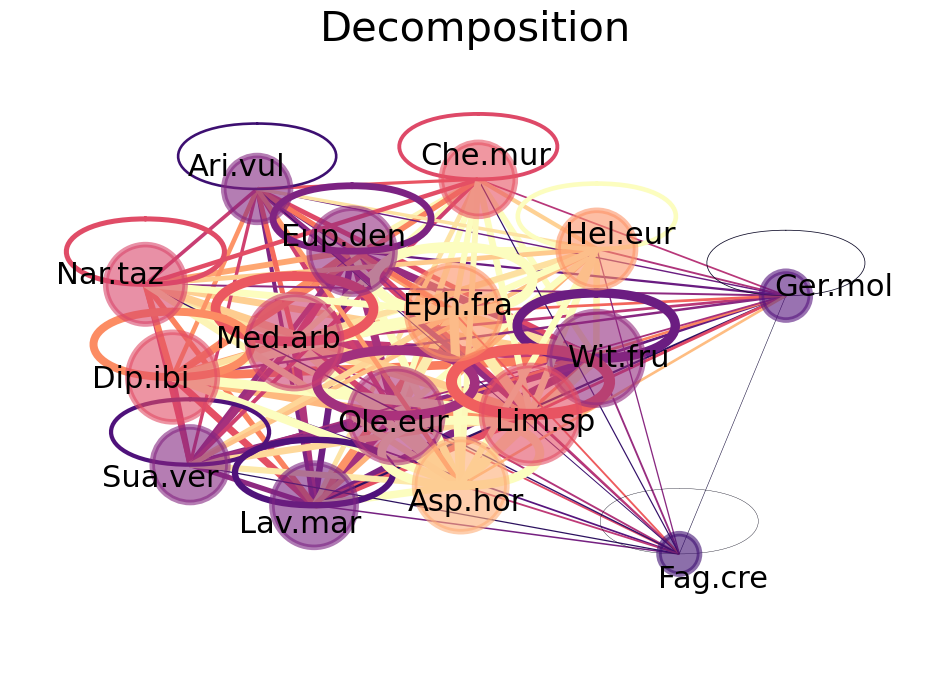 Decomposition
Che.mur
Ari.vul
Eup.den
Hel.eur
Nar.taz
Ger.mol
Eph.fra
Med.arb
Wit.fru
Dip.ibi
Ole.eur
Lim.sp
Sua.ver
Asp.hor
Lav.mar
Fag.cre